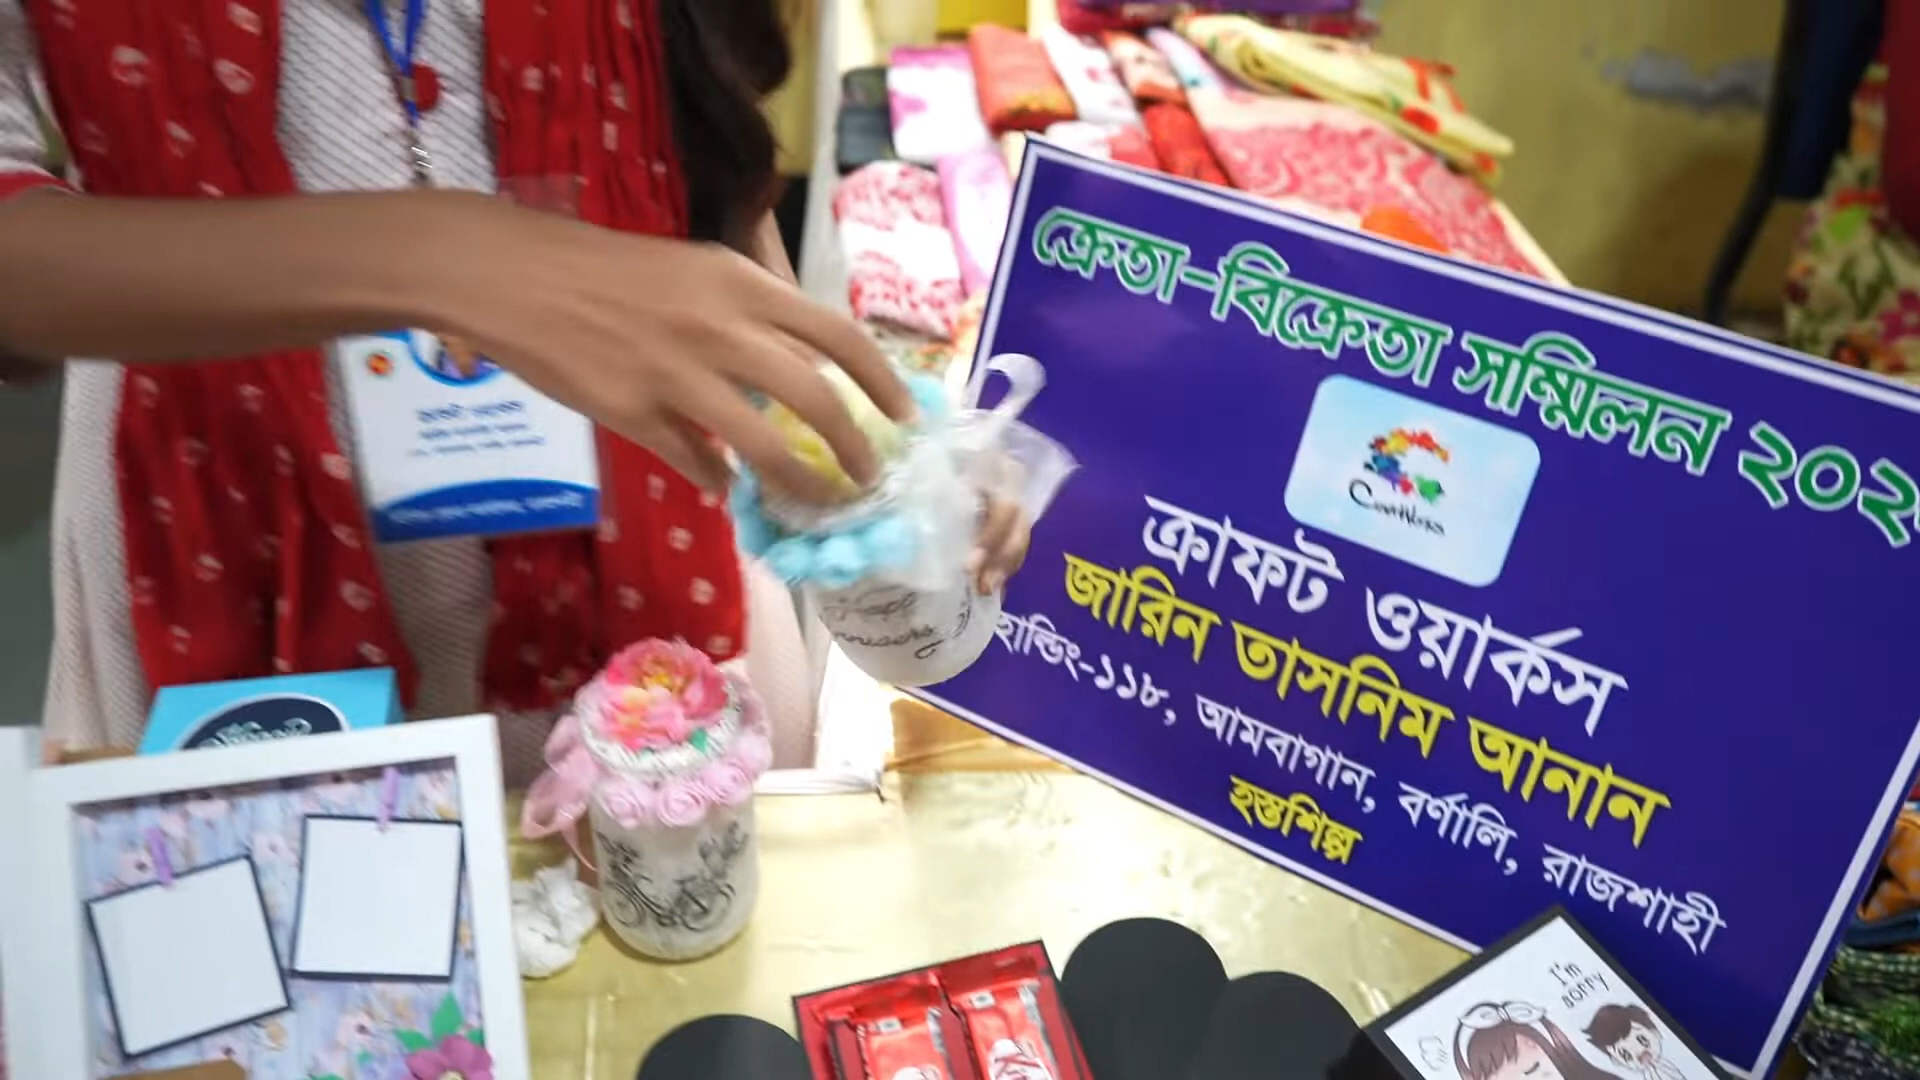 ক্রেতা-বিক্রেতা সম্মিলন ২০২
ক্রাফট ওয়ার্কস
জারিন তাসনিম আনান
হোল্ডিং-১১৮, আমবাগান, বর্ণালি, রাজশাহী
হস্তশিল্প
I'm
sorry